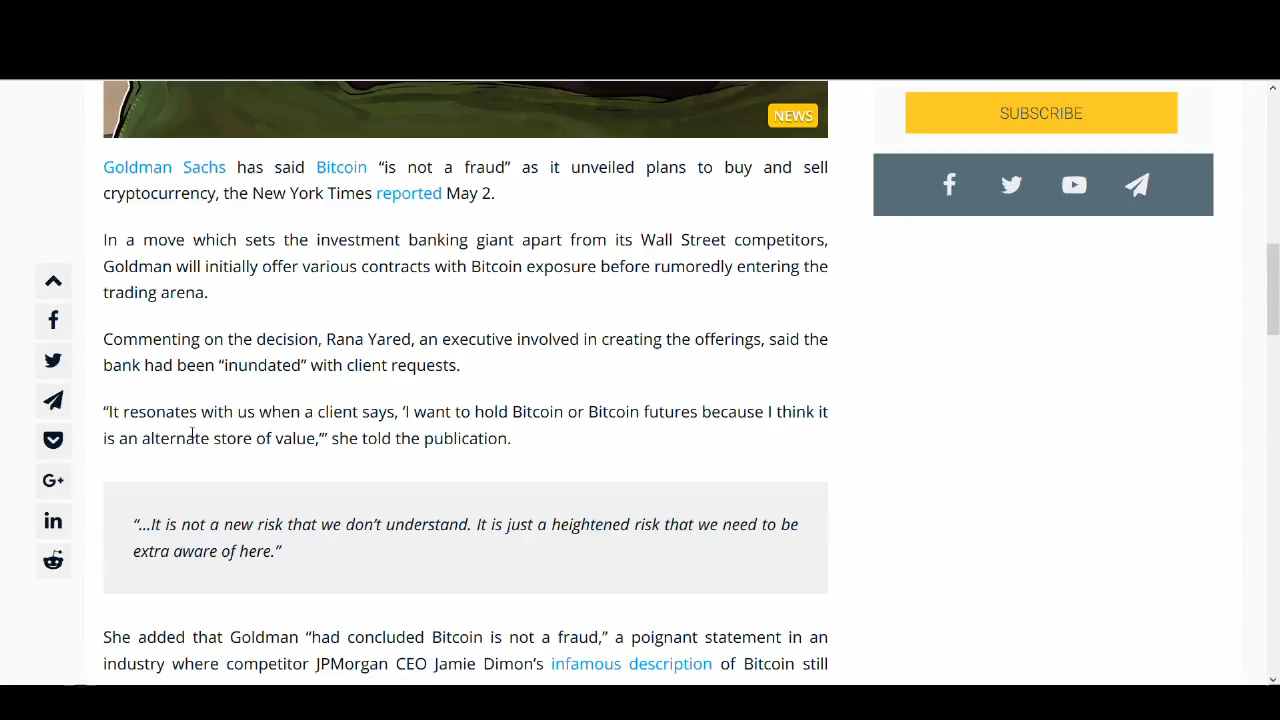 NEWS
SUBSCRIBE
Goldman Sachs has said Bitcoin “is not a fraud” as it unveiled plans to buy and sell
cryptocurrency, the New York Times reported May 2.
In a move which sets the investment banking giant apart from its Wall Street competitors,
Goldman will initially offer various contracts with Bitcoin exposure before rumoredly entering the
trading arena.
Commenting on the decision, Rana Yared, an executive involved in creating the offerings, said the
bank had been “inundated” with client requests.
“It resonates with us when a client says, ‘I want to hold Bitcoin or Bitcoin futures because I think it
is an alternate store of value,’” she told the publication.
“…It is not a new risk that we don’t understand. It is just a heightened risk that we need to be
extra aware of here.”
She added that Goldman “had concluded Bitcoin is not a fraud,” a poignant statement in an
industry where competitor JPMorgan CEO Jamie Dimon’s infamous description of Bitcoin still